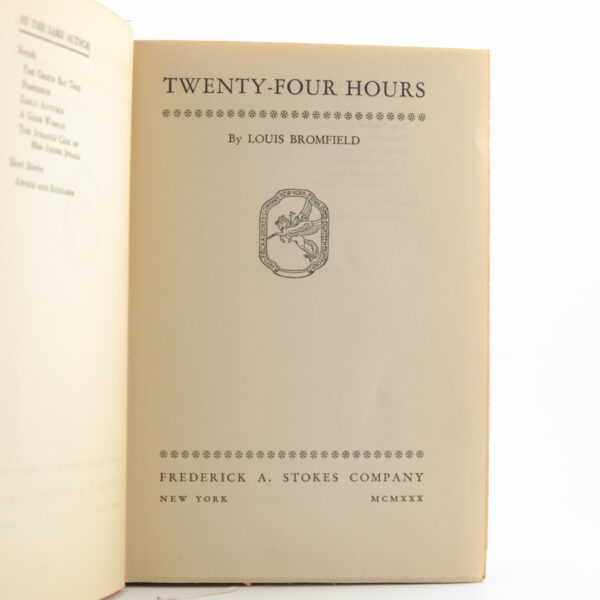 BY THE SAME AUTHOR
Novels
THE GREEN BAY TREE
POSSESSION
EARLY AUTUMN
A GOOD WOMAN
THE STRANGE CASE OF
MISS ANNIE SPRAGG
Short Stories
AWAKE AND REHEARSE
TWENTY-FOUR HOURS
By LOUIS BROMFIELD
FREDERICK A. STOKES COMPANY
NEW YORK MCMXXX